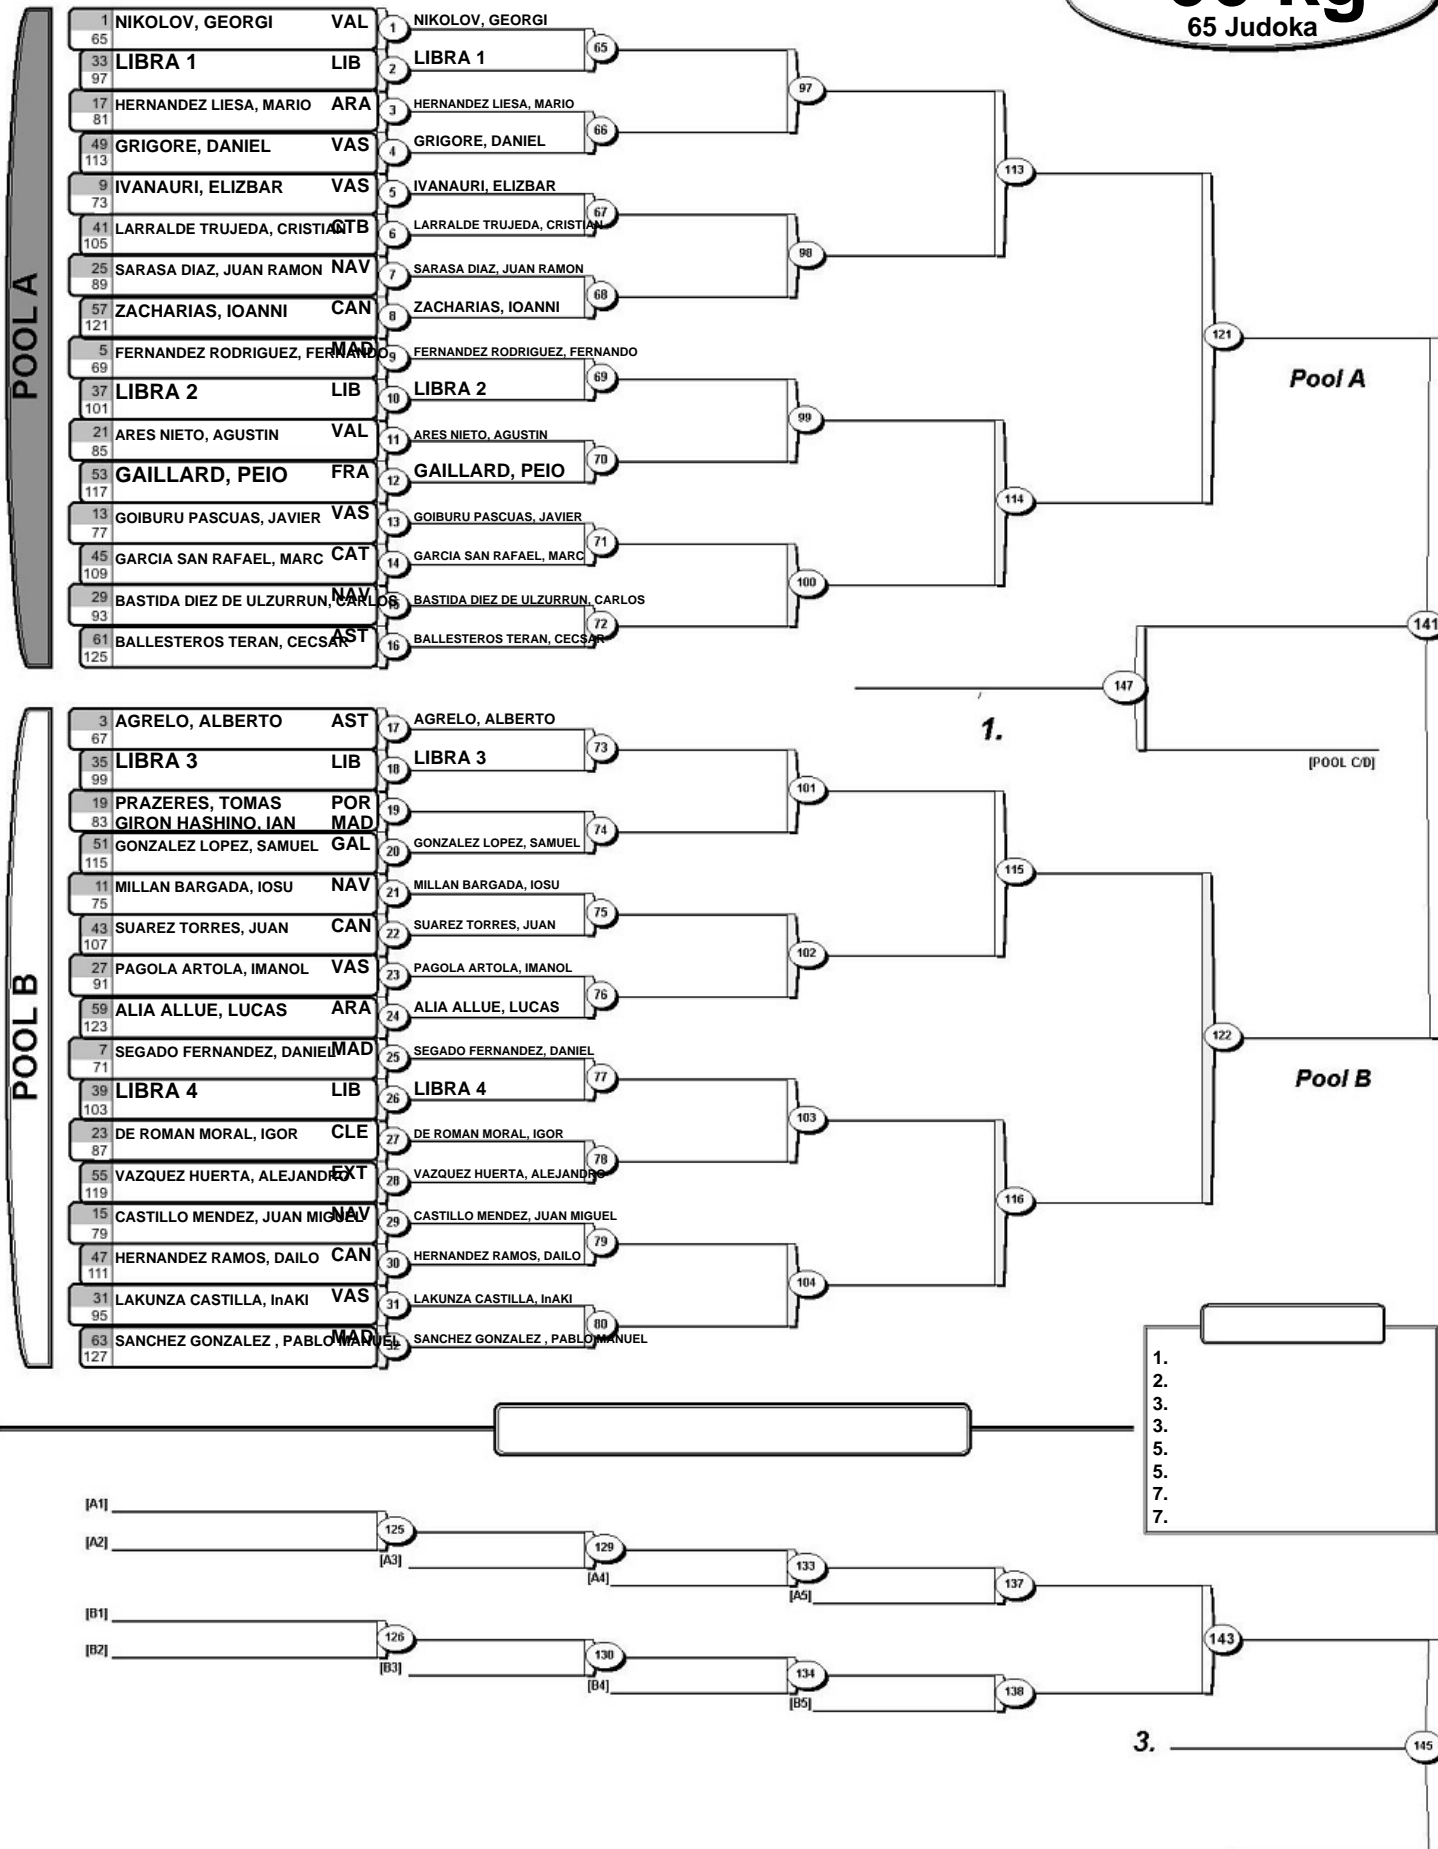 65 Judoka
POOL A
1 NIKOLOV, GEORGI VAL 1 NIKOLOV, GEORGI
65
65
33 LIBRA 1 LIB 2 LIBRA 1
97
97
17 HERNANDEZ LIESA, MARIO ARA 3 HERNANDEZ LIESA, MARIO
81
66
49 GRIGORE, DANIEL VAS 4 GRIGORE, DANIEL
113
113
9 IVANAURI, ELIZBAR VAS 5 IVANAURI, ELIZBAR
73
67
41 LARRALDE TRUJEDA, CRISTIAN CTB 6 LARRALDE TRUJEDA, CRISTIAN
105
98
25 SARASA DIAZ, JUAN RAMON NAV 7 SARASA DIAZ, JUAN RAMON
89
68
57 ZACHARIAS, IOANNI CAN 8 ZACHARIAS, IOANNI
121
121
5 FERNANDEZ RODRIGUEZ, FERNANDO MAD 9 FERNANDEZ RODRIGUEZ, FERNANDO
69
69
Pool A
37 LIBRA 2 LIB 10 LIBRA 2
101
99
21 ARES NIETO, AGUSTIN VAL 11 ARES NIETO, AGUSTIN
85
70
53 GAILLARD, PEIO FRA 12 GAILLARD, PEIO
117
114
13 GOIBURU PASCUAS, JAVIER VAS 13 GOIBURU PASCUAS, JAVIER
77
71
45 GARCIA SAN RAFAEL, MARC CAT 14 GARCIA SAN RAFAEL, MARC
109
100
29 BASTIDA DIEZ DE ULZURRUN, CARLOS NAV 15 BASTIDA DIEZ DE ULZURRUN, CARLOS
93
72
141
61 BALLESTEROS TERAN, CECSAR AST 16 BALLESTEROS TERAN, CECSAR
125
147
1.
[POOL C/D]
POOL B
3 AGRELO, ALBERTO AST 17 AGRELO, ALBERTO
67
73
35 LIBRA 3 LIB 18 LIBRA 3
99
101
19 PRAZERES, TOMAS POR 19
83 GIRON HASHINO, IAN MAD
74
51 GONZALEZ LOPEZ, SAMUEL GAL 20 GONZALEZ LOPEZ, SAMUEL
115
115
11 MILLAN BARGADA, IOSU NAV 21 MILLAN BARGADA, IOSU
75
75
43 SUAREZ TORRES, JUAN CAN 22 SUAREZ TORRES, JUAN
107
102
27 PAGOLA ARTOLA, IMANOL VAS 23 PAGOLA ARTOLA, IMANOL
91
76
59 ALIA ALLUE, LUCAS ARA 24 ALIA ALLUE, LUCAS
123
122
7 SEGADO FERNANDEZ, DANIEL MAD 25 SEGADO FERNANDEZ, DANIEL
71
77
Pool B
39 LIBRA 4 LIB 26 LIBRA 4
103
103
23 DE ROMAN MORAL, IGOR CLE 27 DE ROMAN MORAL, IGOR
87
78
55 VAZQUEZ HUERTA, ALEJANDRO EXT 28 VAZQUEZ HUERTA, ALEJANDRO
119
116
15 CASTILLO MENDEZ, JUAN MIGUEL NAV 29 CASTILLO MENDEZ, JUAN MIGUEL
79
79
47 HERNANDEZ RAMOS, DAILO CAN 30 HERNANDEZ RAMOS, DAILO
111
104
31 LAKUNZA CASTILLA, InAKI VAS 31 LAKUNZA CASTILLA, InAKI
95
80
63 SANCHEZ GONZALEZ , PABLO MANUEL MAD 32 SANCHEZ GONZALEZ , PABLO MANUEL
127
1.
2.
3.
3.
5.
5.
7.
7.
[A1]
125
[A2]
[A3]
129
[A4]
133
[A5]
137
[B1]
126
[B2]
[B3]
130
[B4]
134
[B5]
138
143
3.
145